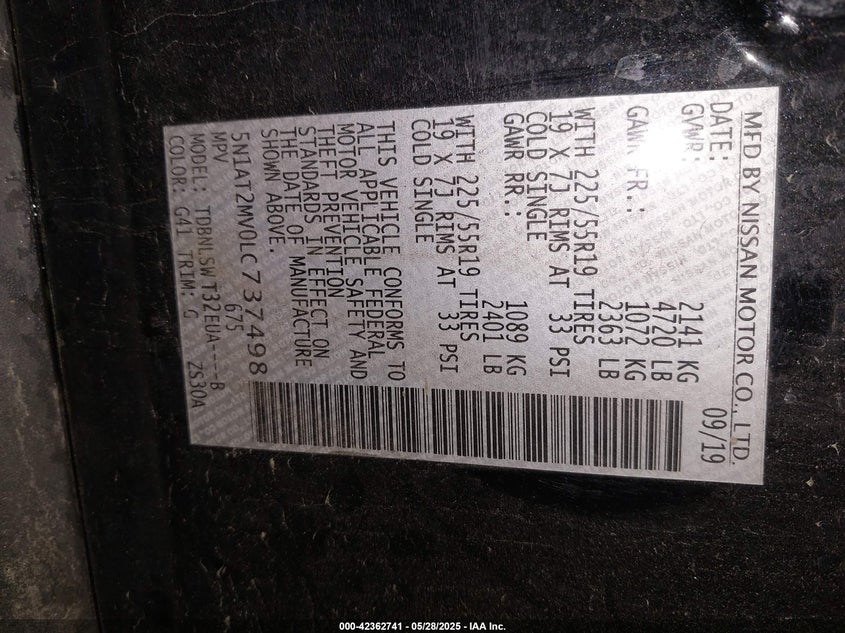 MFD BY NISSAN MOTOR CO., LTD.
DATE: 09/19
GVWR: 2141 KG
4720 LB
GAWR FR.: 1072 KG
2363 LB
WITH 225/55R19 TIRES
19 X 7J RIMS AT 33 PSI
COLD SINGLE
GAWR RR.: 1089 KG
2401 LB
WITH 225/55R19 TIRES
19 X 7J RIMS AT 33 PSI
COLD SINGLE
THIS VEHICLE CONFORMS TO
ALL APPLICABLE FEDERAL
MOTOR VEHICLE SAFETY AND
THEFT PREVENTION
STANDARDS IN EFFECT ON
THE DATE OF MANUFACTURE
SHOWN ABOVE.
5N1AT2MV0LC737498
MPV 675
MODEL: TDBNLSWT32EUA----B
COLOR: G41 TRIM: G 2S30A
000-42362741 - 05/28/2025 - IAA Inc.